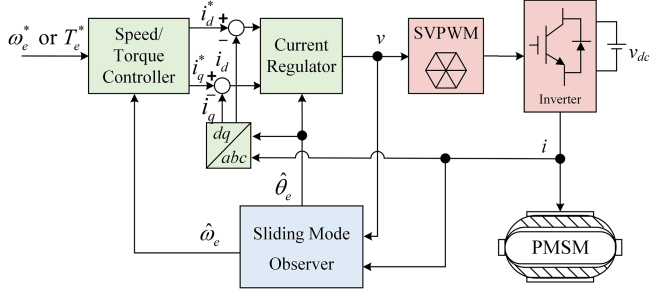 ω*e or T*e
Speed/
Torque
Controller
i*d
+
−
i*q
+
id
−
iq
Current
Regulator
v
SVPWM
Inverter
vdc
dq
abc
i
θ̂e
ω̂e
Sliding Mode
Observer
PMSM